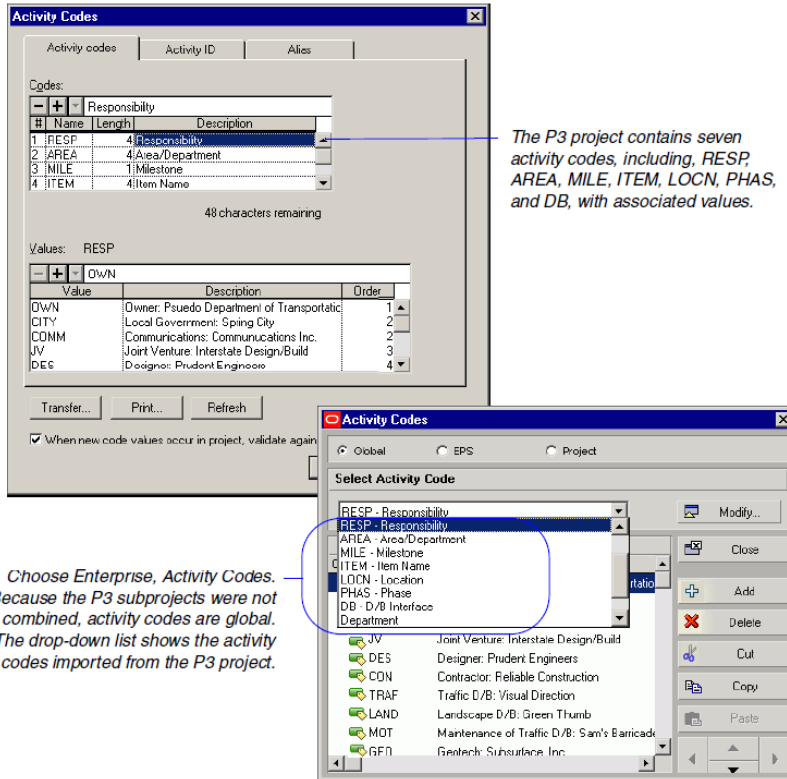 Activity Codes
Activity codes
Activity ID
Alias
Codes:
Responsibilty
# Name Length Description
1 RESP 4 Responsibility
2 AREA 4 Area/Department
3 MILE 1 Milestone
4 ITEM 4 Item Name
48 characters remaining
Values: RESP
OWN
Value Description Order
OWN Owner: Psuedo Department of Transportatic 1
CITY Local Government: Spring City 2
COMM Communications: Communucations Inc. 2
JV Joint Venture: Interstate Design/Build 3
DES Designer: Prudent Engineers 4
Transfer... Print... Refresh
When new code values occur in project, validate again
The P3 project contains seven
activity codes, including, RESP,
AREA, MILE, ITEM, LOCN, PHAS,
and DB, with associated values.
Activity Codes
Global EPS Project
Select Activity Code
RESP - Responsibility
Modify...
RESP - Responsibility
AREA - Area/Department
MILE - Milestone
ITEM - Item Name
LOCN - Location
PHAS - Phase
DB - D/B Interface
Department
rtatio
JV Joint Venture: Interstate Design/Build
DES Designer: Prudent Engineers
CON Contractor: Reliable Construction
TRAF Traffic D/B: Visual Direction
LAND Landscape D/B: Green Thumb
MOT Maintenance of Traffic D/B: Sam's Barricade
GEO Geotech: Subsurface, Inc.
Close
Add
Delete
Cut
Copy
Paste
Choose Enterprise, Activity Codes.
Because the P3 subprojects were not
combined, activity codes are global.
The drop-down list shows the activity
codes imported from the P3 project.